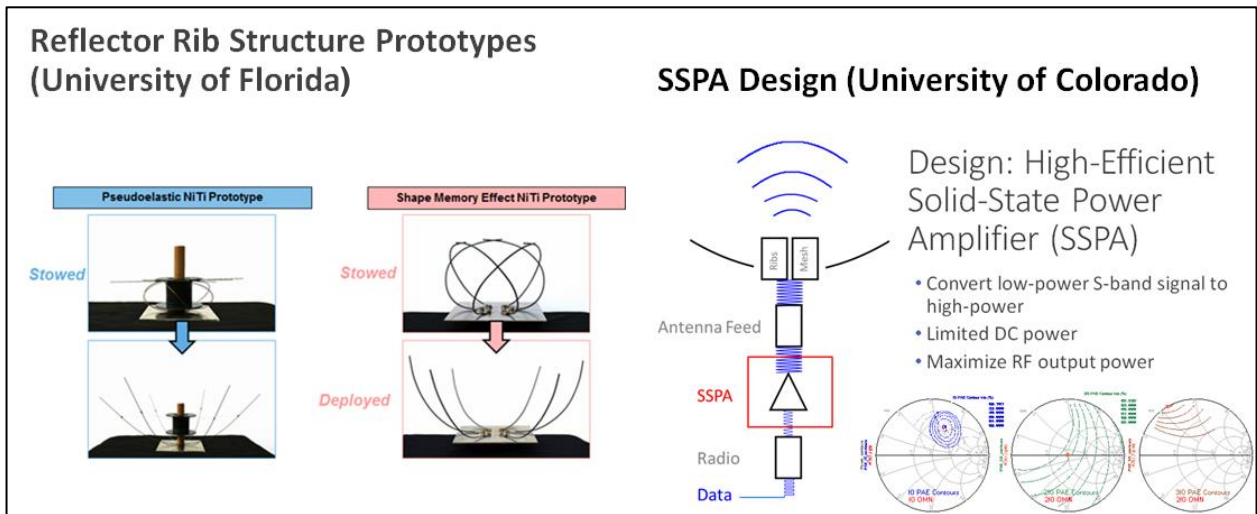 Reflector Rib Structure Prototypes
(University of Florida)
Pseudoelastic NiTi Prototype
Shape Memory Effect NiTi Prototype
Stowed
Stowed
Deployed
SSPA Design (University of Colorado)
Ribs
Mesh
Antenna Feed
SSPA
Radio
Data
Design: High-Efficient
Solid-State Power
Amplifier (SSPA)
• Convert low-power S-band signal to
high-power
• Limited DC power
• Maximize RF output power
PAE Contours
OMN
PAE Contours
OMN
PAE Contours
OMN